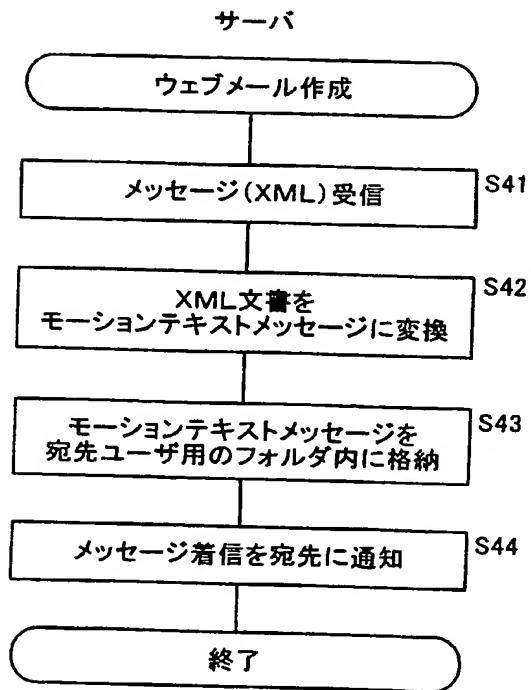 サーバ
ウェブメール作成
メッセージ(XML)受信
S41
XML文書を
モーションテキストメッセージに変換
S42
モーションテキストメッセージを
宛先ユーザ用のフォルダ内に格納
S43
メッセージ着信を宛先に通知
S44
終了